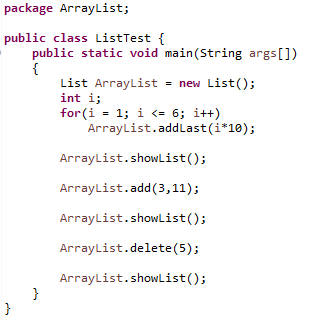 package ArrayList;
public class ListTest {
public static void main(String args[])
{
List ArrayList = new List();
int i;
for(i = 1; i <= 6; i++)
ArrayList.addLast(i*10);
ArrayList.showList();
ArrayList.add(3,11);
ArrayList.showList();
ArrayList.delete(5);
ArrayList.showList();
}
}